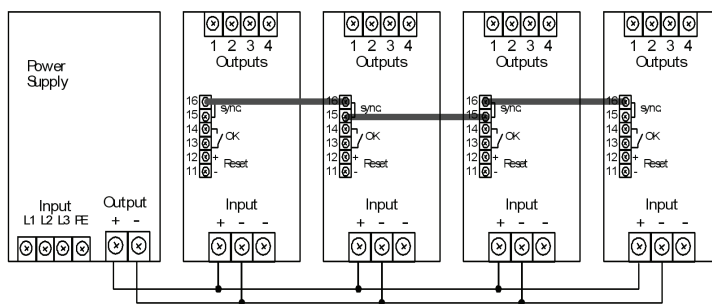 1 2 3 4 1 2 3 4 1 2 3 4 1 2 3 4
Outputs Outputs Outputs Outputs
Power
Supply
16 16 16 16
sync sync sync sync
15 15 15 15
14 14 14 14
OK OK OK OK
13 13 13 13
12 + 12 + 12 + 12 +
Reset Reset Reset Reset
11 - 11 - 11 - 11 -
Input Output Input Input Input Input
L1 L2 L3 PE + - + - - + - - + - - + - -